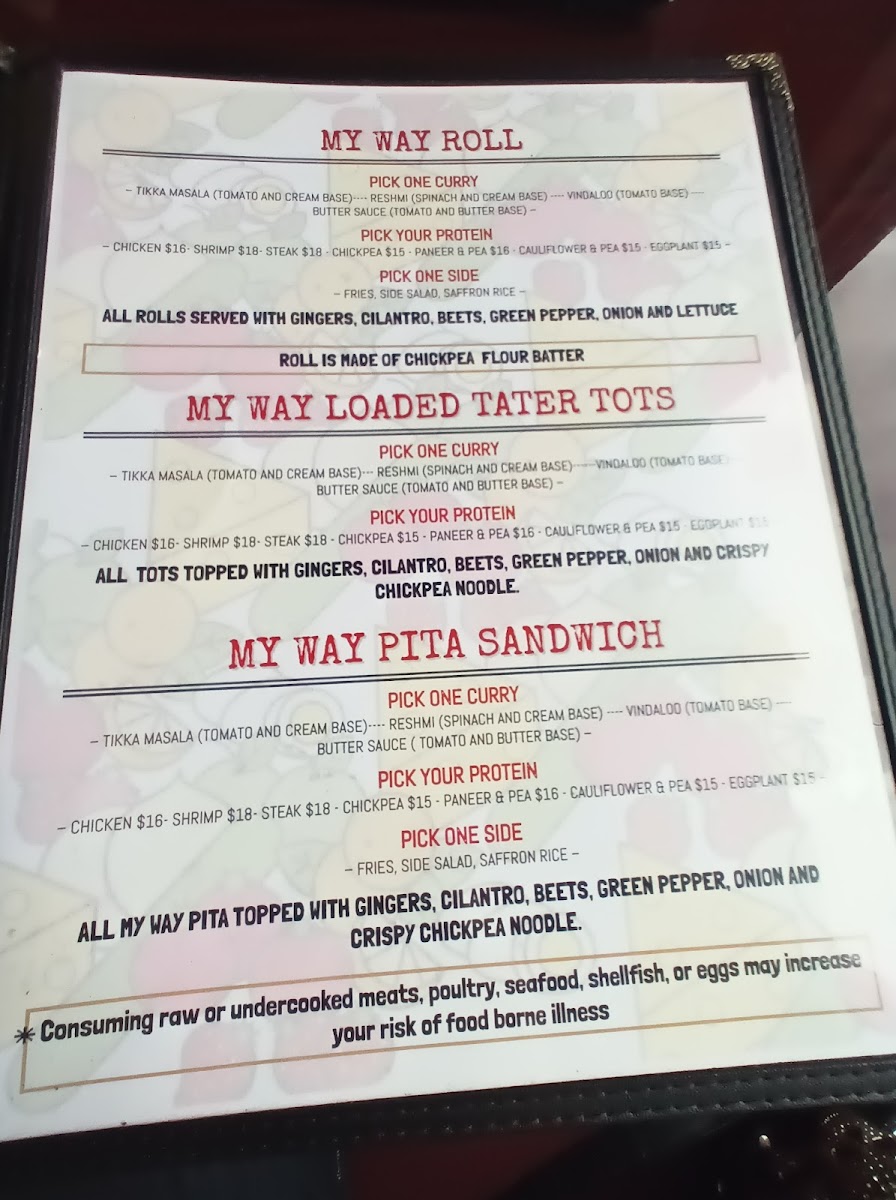 MY WAY ROLL
PICK ONE CURRY
– TIKKA MASALA (TOMATO AND CREAM BASE)---- RESHMI (SPINACH AND CREAM BASE) ---- VINDALOO (TOMATO BASE) ----
BUTTER SAUCE (TOMATO AND BUTTER BASE) –
PICK YOUR PROTEIN
– CHICKEN $16- SHRIMP $18- STEAK $18 - CHICKPEA $15 - PANEER & PEA $16 - CAULIFLOWER & PEA $15 - EGGPLANT $15 –
PICK ONE SIDE
– FRIES, SIDE SALAD, SAFFRON RICE –
ALL ROLLS SERVED WITH GINGERS, CILANTRO, BEETS, GREEN PEPPER, ONION AND LETTUCE
ROLL IS MADE OF CHICKPEA FLOUR BATTER
MY WAY LOADED TATER TOTS
PICK ONE CURRY
– TIKKA MASALA (TOMATO AND CREAM BASE)--- RESHMI (SPINACH AND CREAM BASE)-----VINDALOO (TOMATO BASE
BUTTER SAUCE (TOMATO AND BUTTER BASE) –
PICK YOUR PROTEIN
– CHICKEN $16- SHRIMP $18- STEAK $18 - CHICKPEA $15 - PANEER & PEA $16 - CAULIFLOWER & PEA $15 - EGGPLANT
ALL TOTS TOPPED WITH GINGERS, CILANTRO, BEETS, GREEN PEPPER, ONION AND CRISPY
CHICKPEA NOODLE.
MY WAY PITA SANDWICH
PICK ONE CURRY
– TIKKA MASALA (TOMATO AND CREAM BASE)---- RESHMI (SPINACH AND CREAM BASE) ---- VINDALOO (TOMATO BASE) ----
BUTTER SAUCE ( TOMATO AND BUTTER BASE) –
PICK YOUR PROTEIN
– CHICKEN $16- SHRIMP $18- STEAK $18 - CHICKPEA $15 - PANEER & PEA $16 - CAULIFLOWER & PEA $15 - EGGPLANT $15 –
PICK ONE SIDE
– FRIES, SIDE SALAD, SAFFRON RICE –
ALL MY WAY PITA TOPPED WITH GINGERS, CILANTRO, BEETS, GREEN PEPPER, ONION AND
CRISPY CHICKPEA NOODLE.
* Consuming raw or undercooked meats, poultry, seafood, shellfish, or eggs may increase
your risk of food borne illness